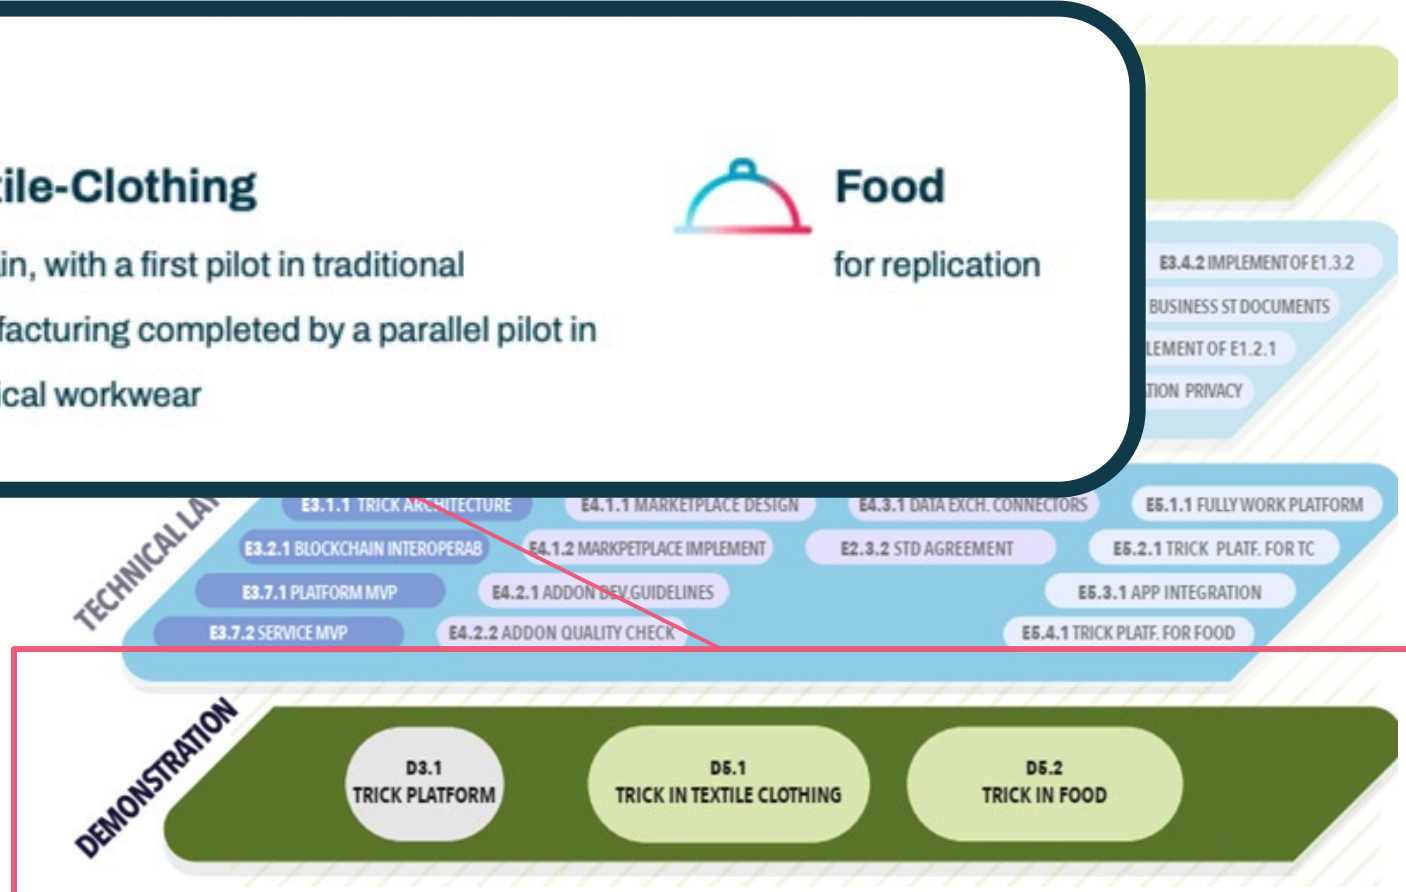 tile-Clothing
in, with a first pilot in traditional
facturing completed by a parallel pilot in
ical workwear
Food
for replication
E3.4.2 IMPLEMENT OF E1.3.2
BUSINESS ST DOCUMENTS
LEMENT OF E1.2.1
TION PRIVACY
TECHNICAL LAY
E3.1.1 TRICK ARCHITECTURE
E4.1.1 MARKETPLACE DESIGN
E4.3.1 DATA EXCH. CONNECTORS
E5.1.1 FULLY WORK PLATFORM
E3.2.1 BLOCKCHAIN INTEROPERAB
E4.1.2 MARKPETPLACE IMPLEMENT
E2.3.2 STD AGREEMENT
E5.2.1 TRICK PLATF. FOR TC
E3.7.1 PLATFORM MVP
E4.2.1 ADDON DEV.GUIDELINES
E5.3.1 APP INTEGRATION
E3.7.2 SERVICE MVP
E4.2.2 ADDON QUALITY CHECK
E5.4.1 TRICK PLATF. FOR FOOD
DEMONSTRATION
D3.1
TRICK PLATFORM
D5.1
TRICK IN TEXTILE CLOTHING
D5.2
TRICK IN FOOD